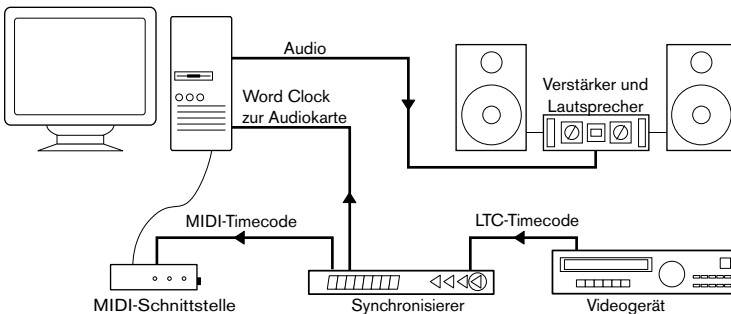 Audio
Verstärker und
Lautsprecher
Word Clock
zur Audiokarte
MIDI-Timecode
LTC-Timecode
MIDI-Schnittstelle
Synchronisierer
Videogerät